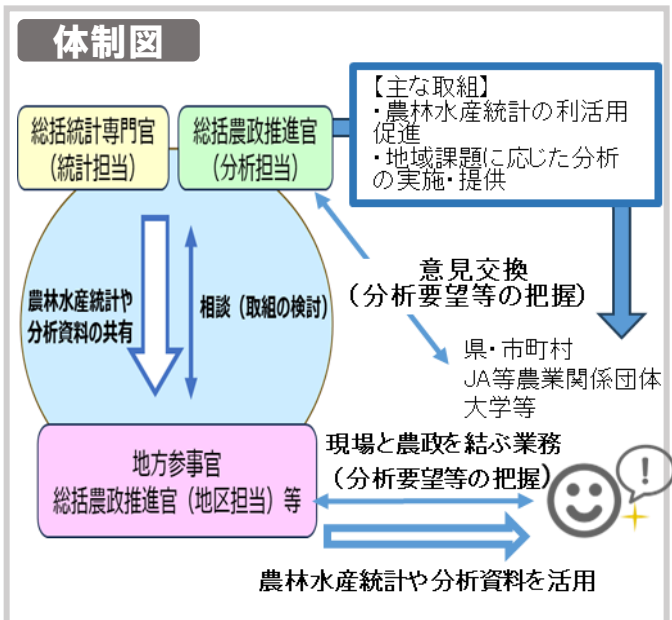 体制図
総括統計専門官
（統計担当）
総括農政推進官
（分析担当）
【主な取組】
・農林水産統計の利活用
促進
・地域課題に応じた分析
の実施・提供
農林水産統計や
分析資料の共有
相談（取組の検討）
意見交換
（分析要望等の把握）
県・市町村
JA等農業関係団体
大学等
地方参事官
総括農政推進官（地区担当）等
現場と農政を結ぶ業務
（分析要望等の把握）
!
農林水産統計や分析資料を活用